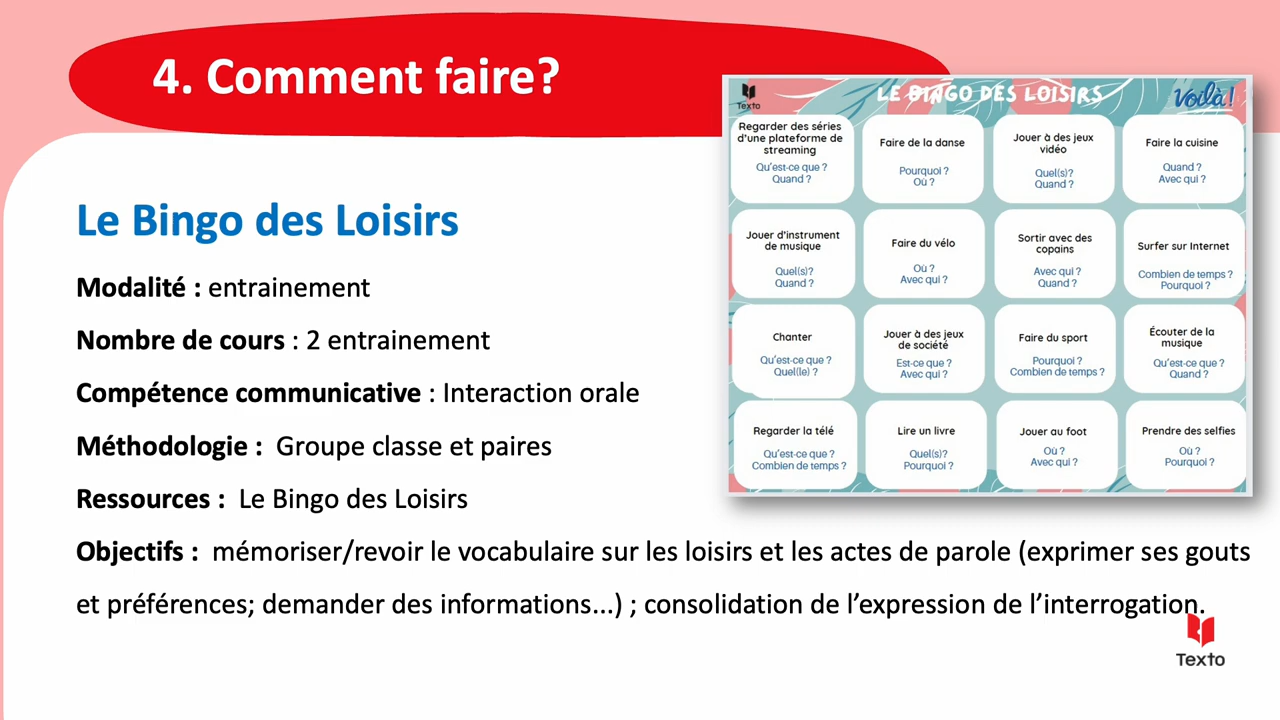 4. Comment faire?
Le Bingo des Loisirs
Modalité : entrainement
Nombre de cours : 2 entrainement
Compétence communicative : Interaction orale
Méthodologie : Groupe classe et paires
Ressources : Le Bingo des Loisirs
Objectifs : mémoriser/revoir le vocabulaire sur les loisirs et les actes de parole (exprimer ses gouts
et préférences; demander des informations...) ; consolidation de l’expression de l’interrogation.
Texto
LE BINGO DES LOISIRS
Voilà!
Regarder des séries
d'une plateforme de
streaming
Qu'est-ce que ?
Quand ?
Faire de la danse
Pourquoi ?
Où ?
Jouer à des jeux
vidéo
Quel(s)?
Quand ?
Faire la cuisine
Quand ?
Avec qui ?
Jouer d'instrument
de musique
Quel(s)?
Quand ?
Faire du vélo
Où ?
Avec qui ?
Sortir avec des
copains
Avec qui ?
Quand ?
Surfer sur Internet
Combien de temps ?
Pourquoi ?
Chanter
Qu'est-ce que ?
Quel(le) ?
Jouer à des jeux
de société
Est-ce que ?
Avec qui ?
Faire du sport
Pourquoi ?
Combien de temps ?
Écouter de la
musique
Qu'est-ce que ?
Quand ?
Regarder la télé
Qu'est-ce que ?
Combien de temps ?
Lire un livre
Quel(s)?
Pourquoi ?
Jouer au foot
Où ?
Avec qui ?
Prendre des selfies
Où ?
Pourquoi ?
Texto